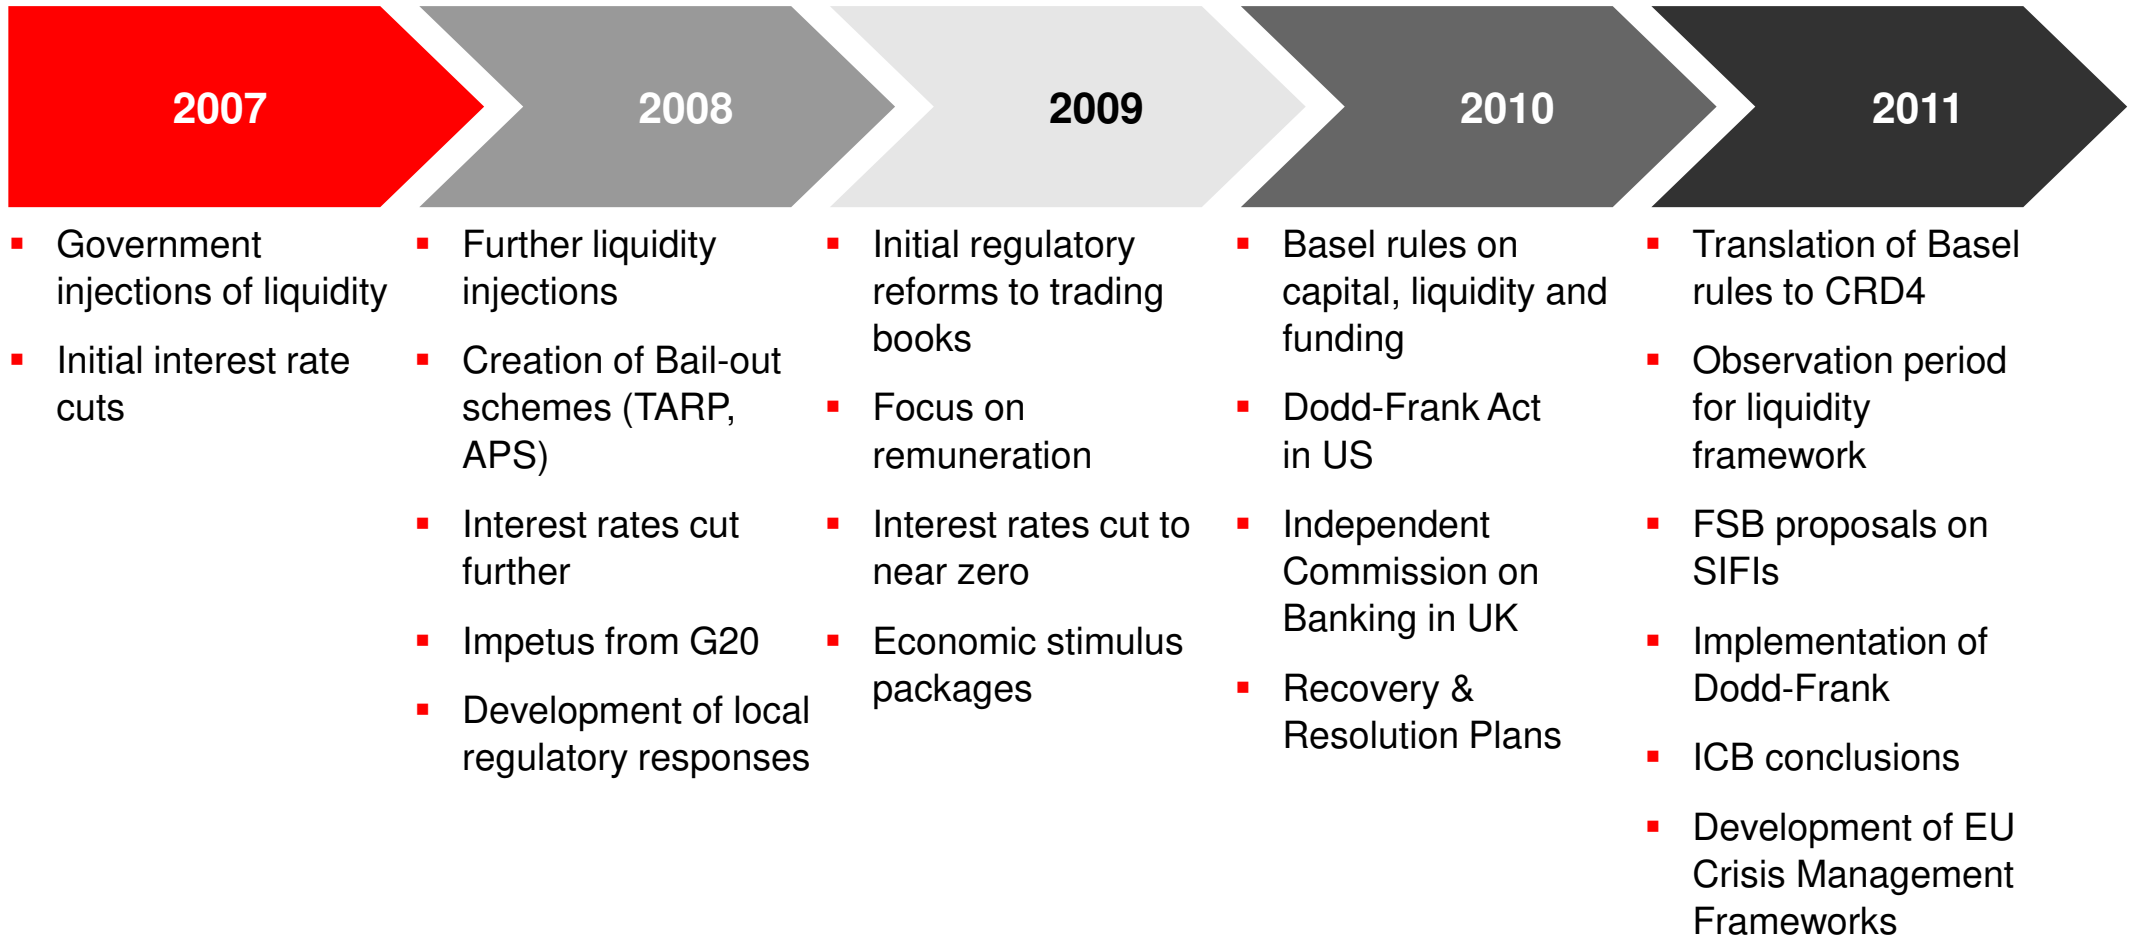 2007
2008
2009
2010
2011
Government
injections of liquidity
Initial interest rate
cuts
Further liquidity
injections
Creation of Bail-out
schemes (TARP,
APS)
Interest rates cut
further
Impetus from G20
Development of local
regulatory responses
Initial regulatory
reforms to trading
books
Focus on
remuneration
Interest rates cut to
near zero
Economic stimulus
packages
Basel rules on
capital, liquidity and
funding
Dodd-Frank Act
in US
Independent
Commission on
Banking in UK
Recovery &
Resolution Plans
Translation of Basel
rules to CRD4
Observation period
for liquidity
framework
FSB proposals on
SIFIs
Implementation of
Dodd-Frank
ICB conclusions
Development of EU
Crisis Management
Frameworks